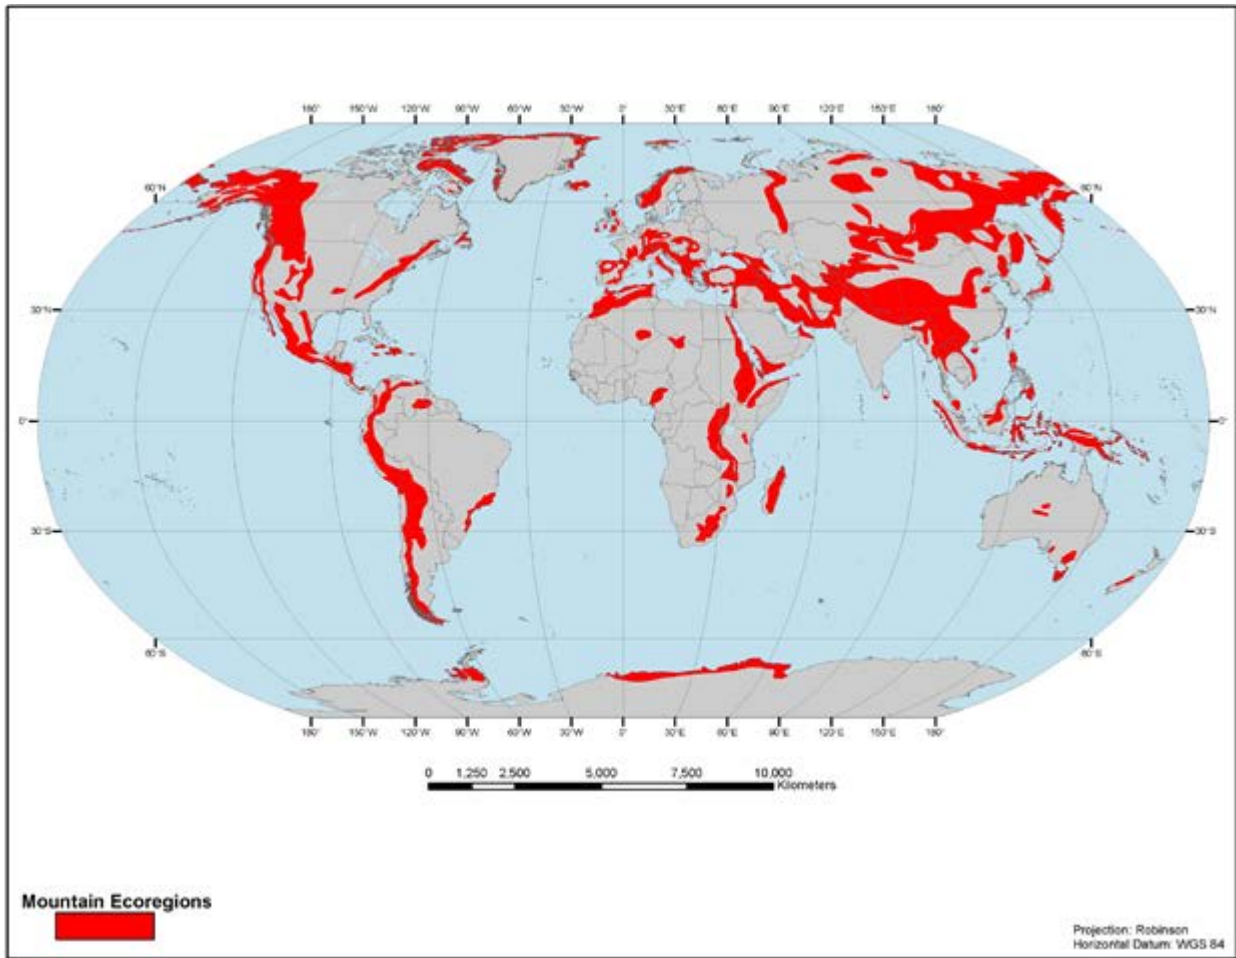 180° 150°W 120°W 90°W 60°W 30°W 0° 30°E 60°E 90°E 120°E 150°E 180°
60°N 60°N
30°N 30°N
0° 0°
30°S 30°S
60°S 60°S
180° 150°W 120°W 90°W 60°W 30°W 0° 30°E 60°E 90°E 120°E 150°E 180°
0 1,250 2,500 5,000 7,500 10,000
Kilometers
Mountain Ecoregions
Projection: Robinson
Horizontal Datum: WGS 84